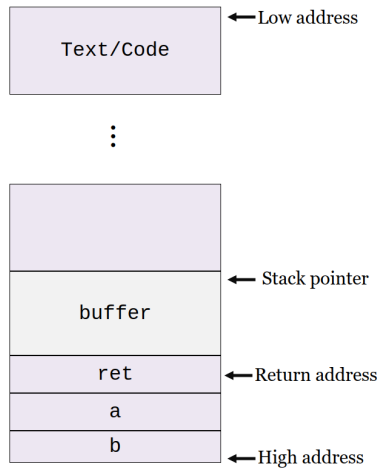 Low address
Text/Code
Stack pointer
buffer
ret
Return address
a
b
High address